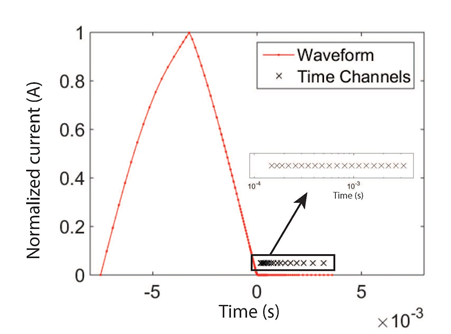 Normalized current (A)
1
0.8
0.6
0.4
0.2
0
Waveform
Time Channels
10-4
10-3
Time (s)
-5
0
5
Time (s)
×10-3